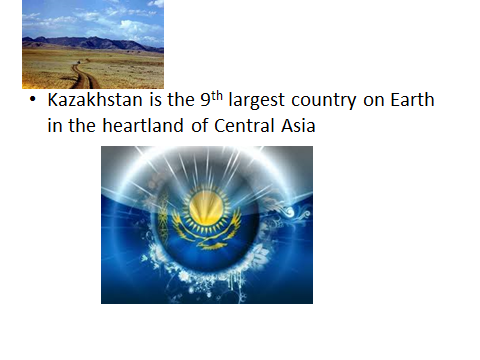 • Kazakhstan is the 9th largest country on Earth
in the heartland of Central Asia